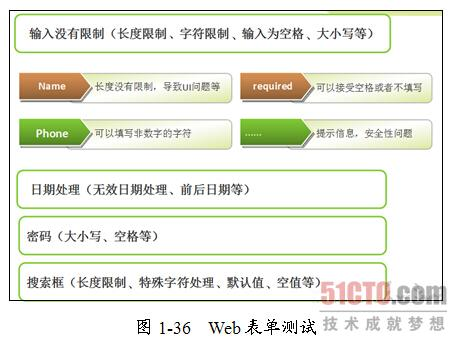 输入没有限制（长度限制、字符限制、输入为空格、大小写等）
Name 长度没有限制，导致UI问题等
required 可以接受空格或者不填写
Phone 可以填写非数字的字符
...... 提示信息，安全性问题
日期处理（无效日期处理、前后日期等）
密码（大小写、空格等）
搜索框（长度限制、特殊字符处理、默认值、空值等）
51CTO.com
技术成就梦想
图 1-36 Web表单测试